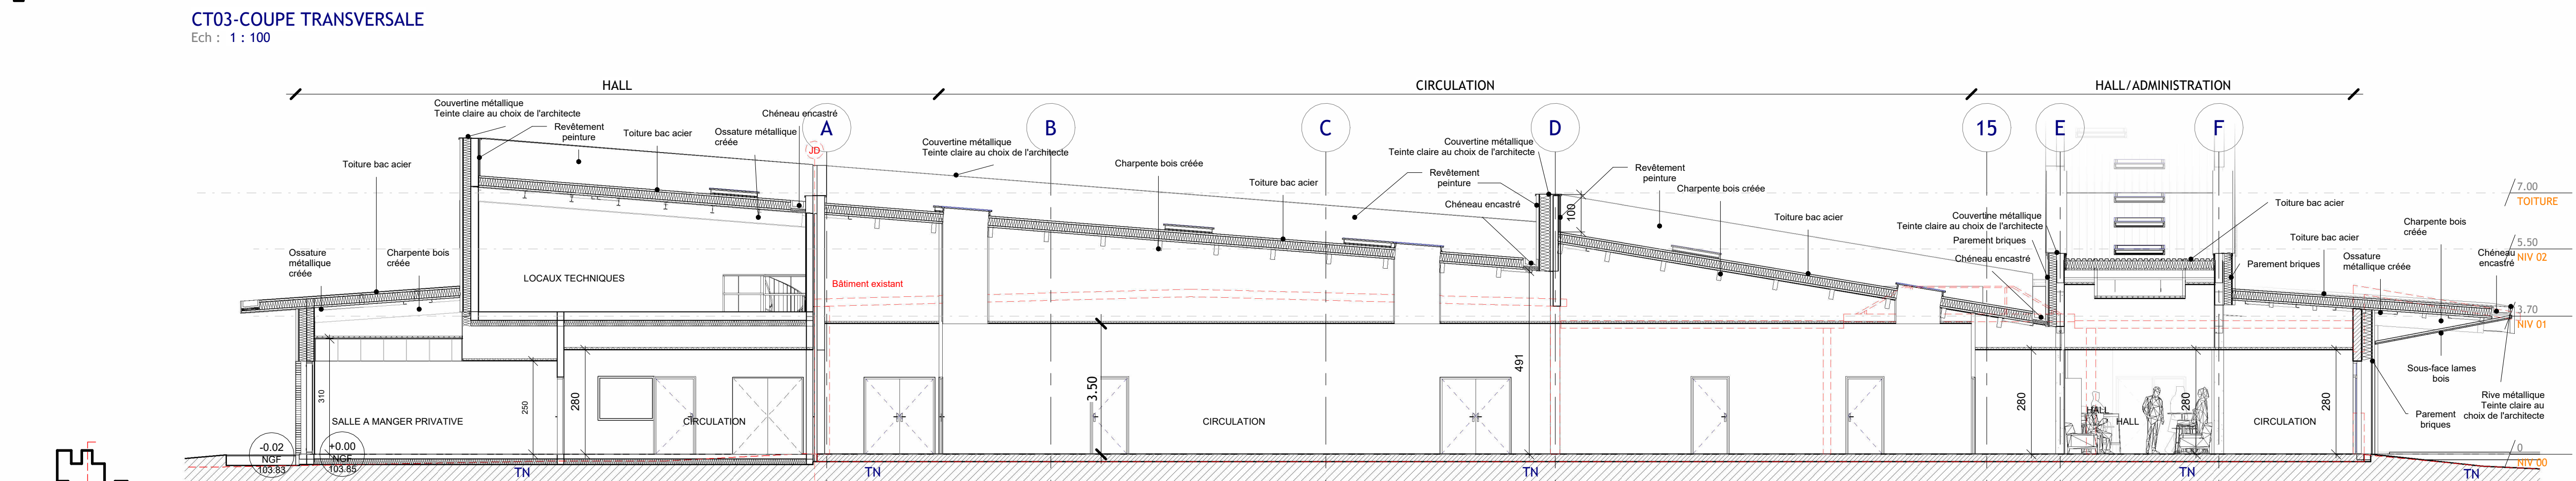 CT03-COUPE TRANSVERSALE
Ech : 1 : 100
HALL
CIRCULATION
HALL/ADMINISTRATION
Couvertine métallique
Teinte claire au choix de l'architecte
Revêtement
peinture
Toiture bac acier
Toiture bac acier
Ossature métallique
créée
Chéneau encastré
JD
A
B
C
D
15
E
F
Couvertine métallique
Teinte claire au choix de l'architecte
Charpente bois créée
Toiture bac acier
Couvertine métallique
Teinte claire au choix de l'architecte
Revêtement
peinture
Chéneau encastré
100
Revêtement
peinture
Charpente bois créée
Toiture bac acier
Couvertine métallique
Teinte claire au choix de l'architecte
Parement briques
Chéneau encastré
Toiture bac acier
Charpente bois
créée
Toiture bac acier
Ossature
métallique créée
Parement briques
Chéneau
encastré
7.00
TOITURE
5.50
NIV 02
3.70
NIV 01
0
NIV 00
Ossature
métallique
créée
Charpente bois
créée
LOCAUX TECHNIQUES
Bâtiment existant
310
250
280
3.50
491
280
280
280
SALLE A MANGER PRIVATIVE
CIRCULATION
CIRCULATION
HALL
HALL
CIRCULATION
Sous-face lames
bois
Rive métallique
Teinte claire au
choix de l'architecte
Parement
briques
-0.02
NGF
103.83
+0.00
NGF
103.85
TN
TN
TN
TN
TN